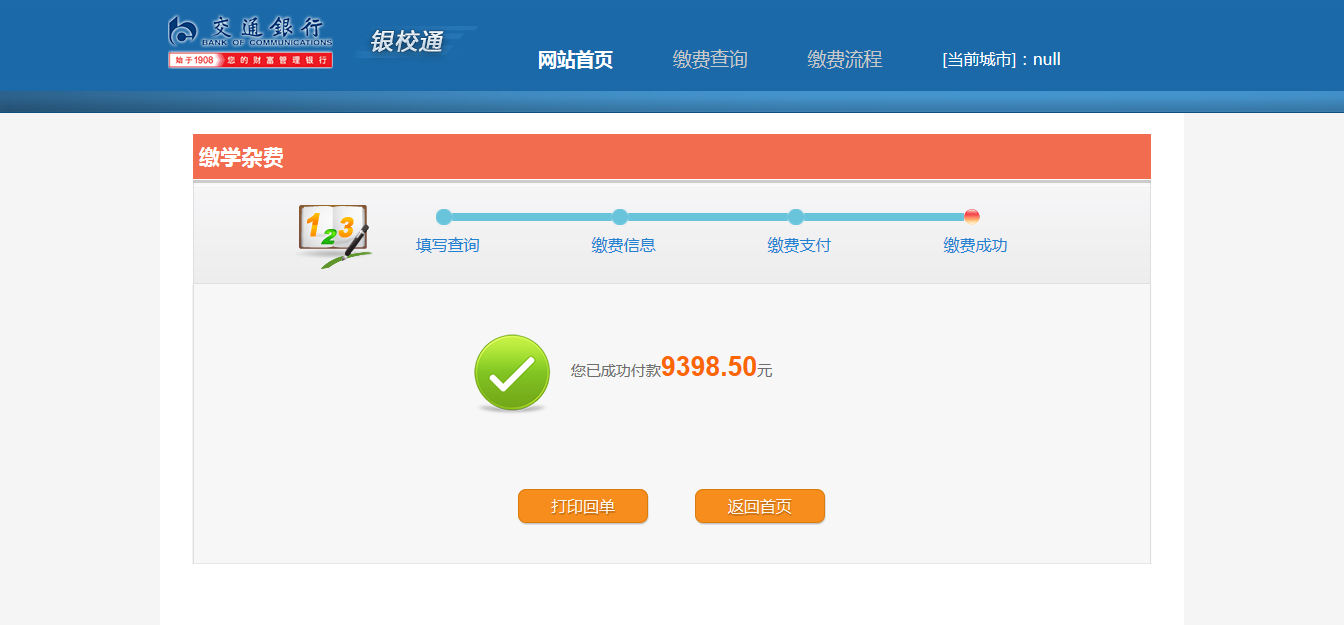 交通銀行
BANK OF COMMUNICATIONS
始于1908 您的财富管理银行
银校通
网站首页 缴费查询 缴费流程 [当前城市]：null
缴学杂费
123
填写查询 缴费信息 缴费支付 缴费成功
您已成功付款9398.50元
打印回单 返回首页